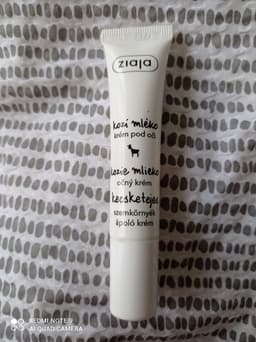 ziaja
kozí mléko
krém pod oči
kozie mlieko
očný krém
kecsketejes
szemkörnyék
ápoló krém
REDMI NOTE 9
AI QUAD CAMERA